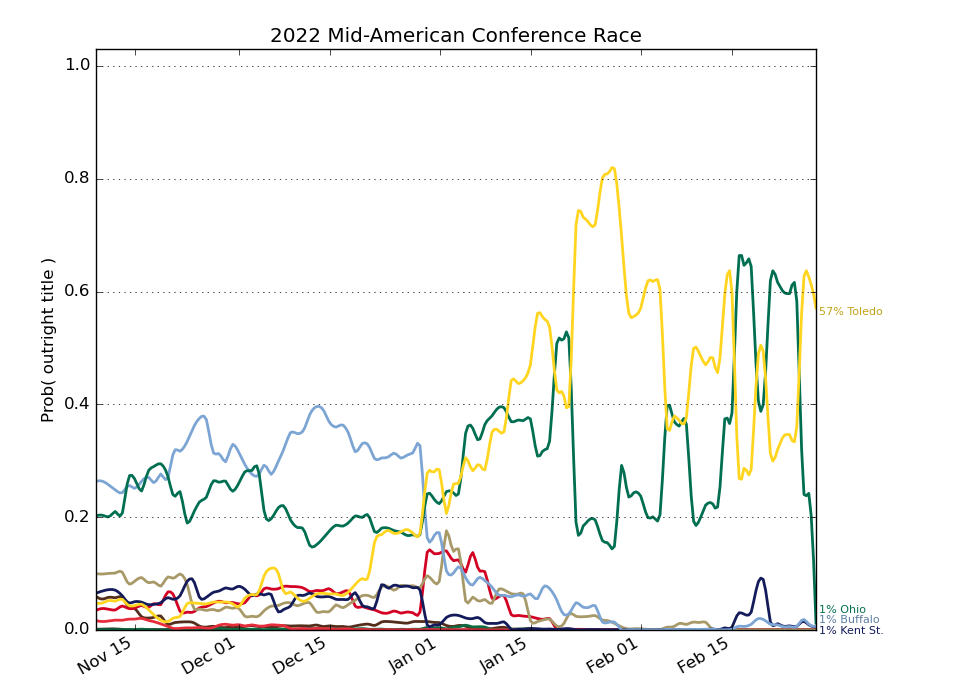 2022 Mid-American Conference Race
Prob( outright title )
1.0
0.8
0.6
0.4
0.2
0.0
57% Toledo
1% Ohio
1% Buffalo
1% Kent St.
Nov 15
Dec 01
Dec 15
Jan 01
Jan 15
Feb 01
Feb 15